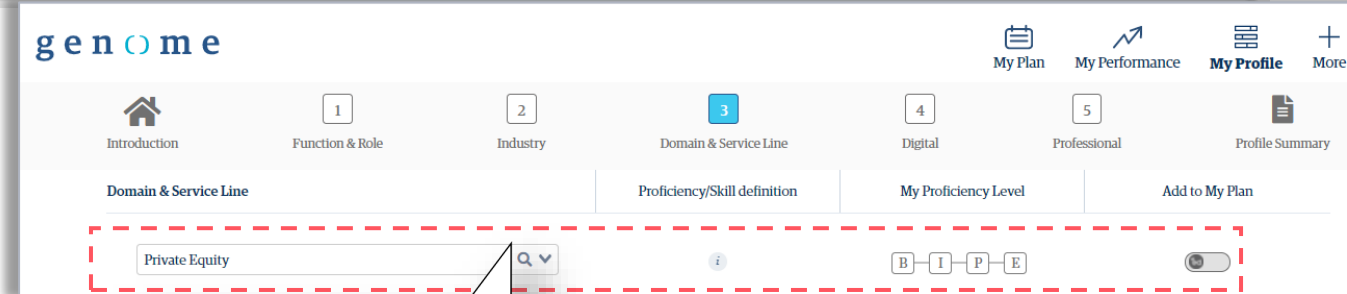 genome
My Plan My Performance My Profile More
1 2 3 4 5
Introduction Function & Role Industry Domain & Service Line Digital Professional Profile Summary
Domain & Service Line Proficiency/Skill definition My Proficiency Level Add to My Plan
Private Equity i B I P E